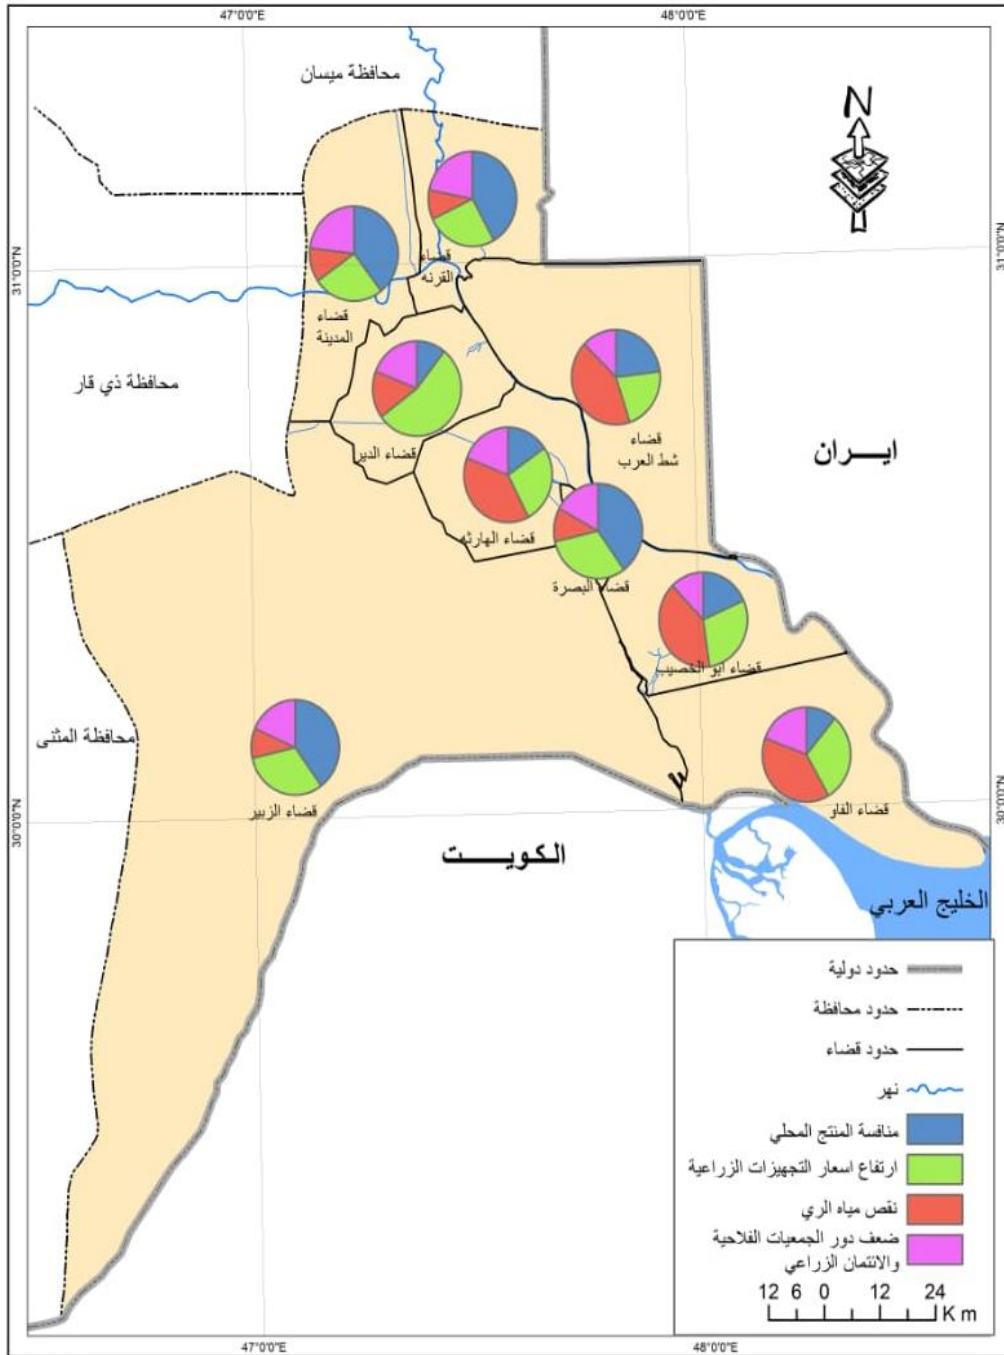 47°0'0"E
48°0'0"E
محافظة ميسان
N
31°0'0"N
31°0'0"N
قضاء
القرنه
قضاء
المدينة
محافظة ذي قار
قضاء الدير
قضاء
شط العرب
ايــران
قضاء الهارثه
قضاء البصرة
قضاء ابو الخصيب
محافظة المثنى
قضاء الزبير
قضاء الفاو
30°0'0"N
30°0'0"N
الكويـــت
الخليج العربي
حدود دولية
حدود محافظة
حدود قضاء
نهر
منافسة المنتج المحلي
ارتفاع اسعار التجهيزات الزراعية
نقص مياه الري
ضعف دور الجمعيات الفلاحية
والائتمان الزراعي
12 6 0 12 24
Km
47°0'0"E
48°0'0"E